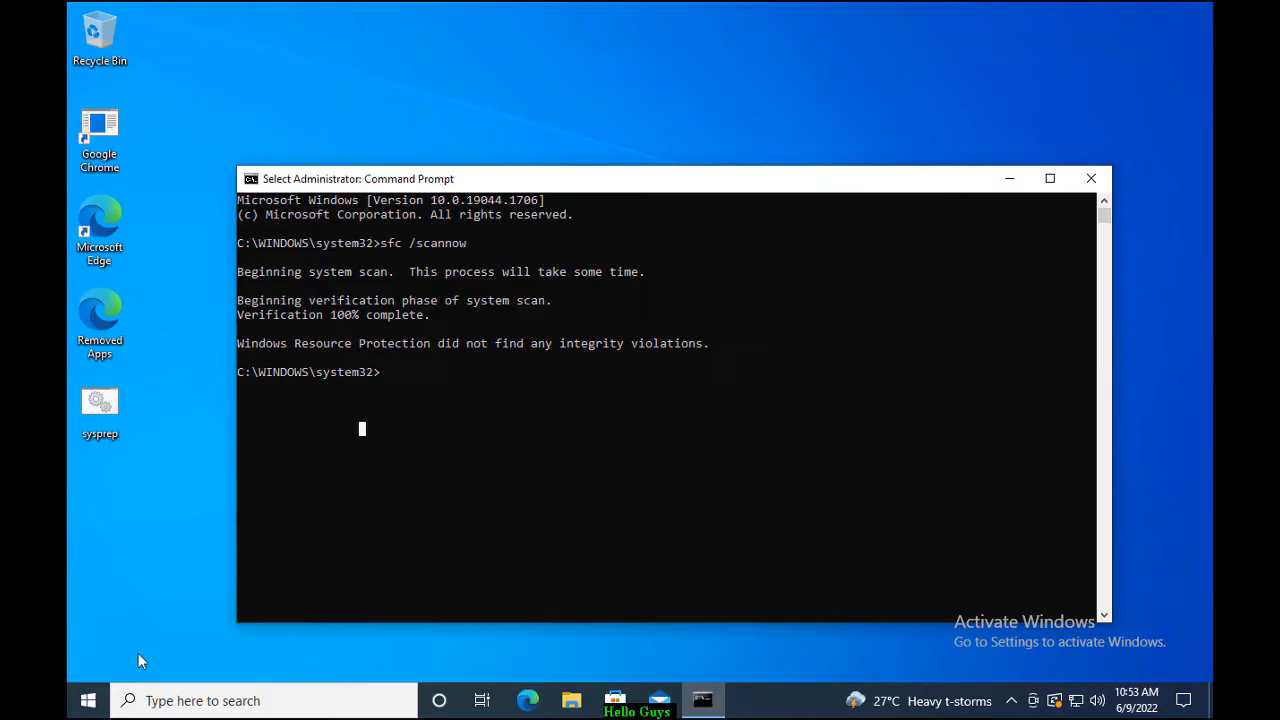 Recycle Bin
Google
Chrome
Microsoft
Edge
Removed
Apps
sysprep
Select Administrator: Command Prompt
Microsoft Windows [Version 10.0.19044.1706]
(c) Microsoft Corporation. All rights reserved.
C:\WINDOWS\system32>sfc /scannow
Beginning system scan.  This process will take some time.
Beginning verification phase of system scan.
Verification 100% complete.
Windows Resource Protection did not find any integrity violations.
C:\WINDOWS\system32>
Activate Windows
Go to Settings to activate Windows.
Type here to search
Hello Guys
27°C Heavy t-storms
10:53 AM
6/9/2022